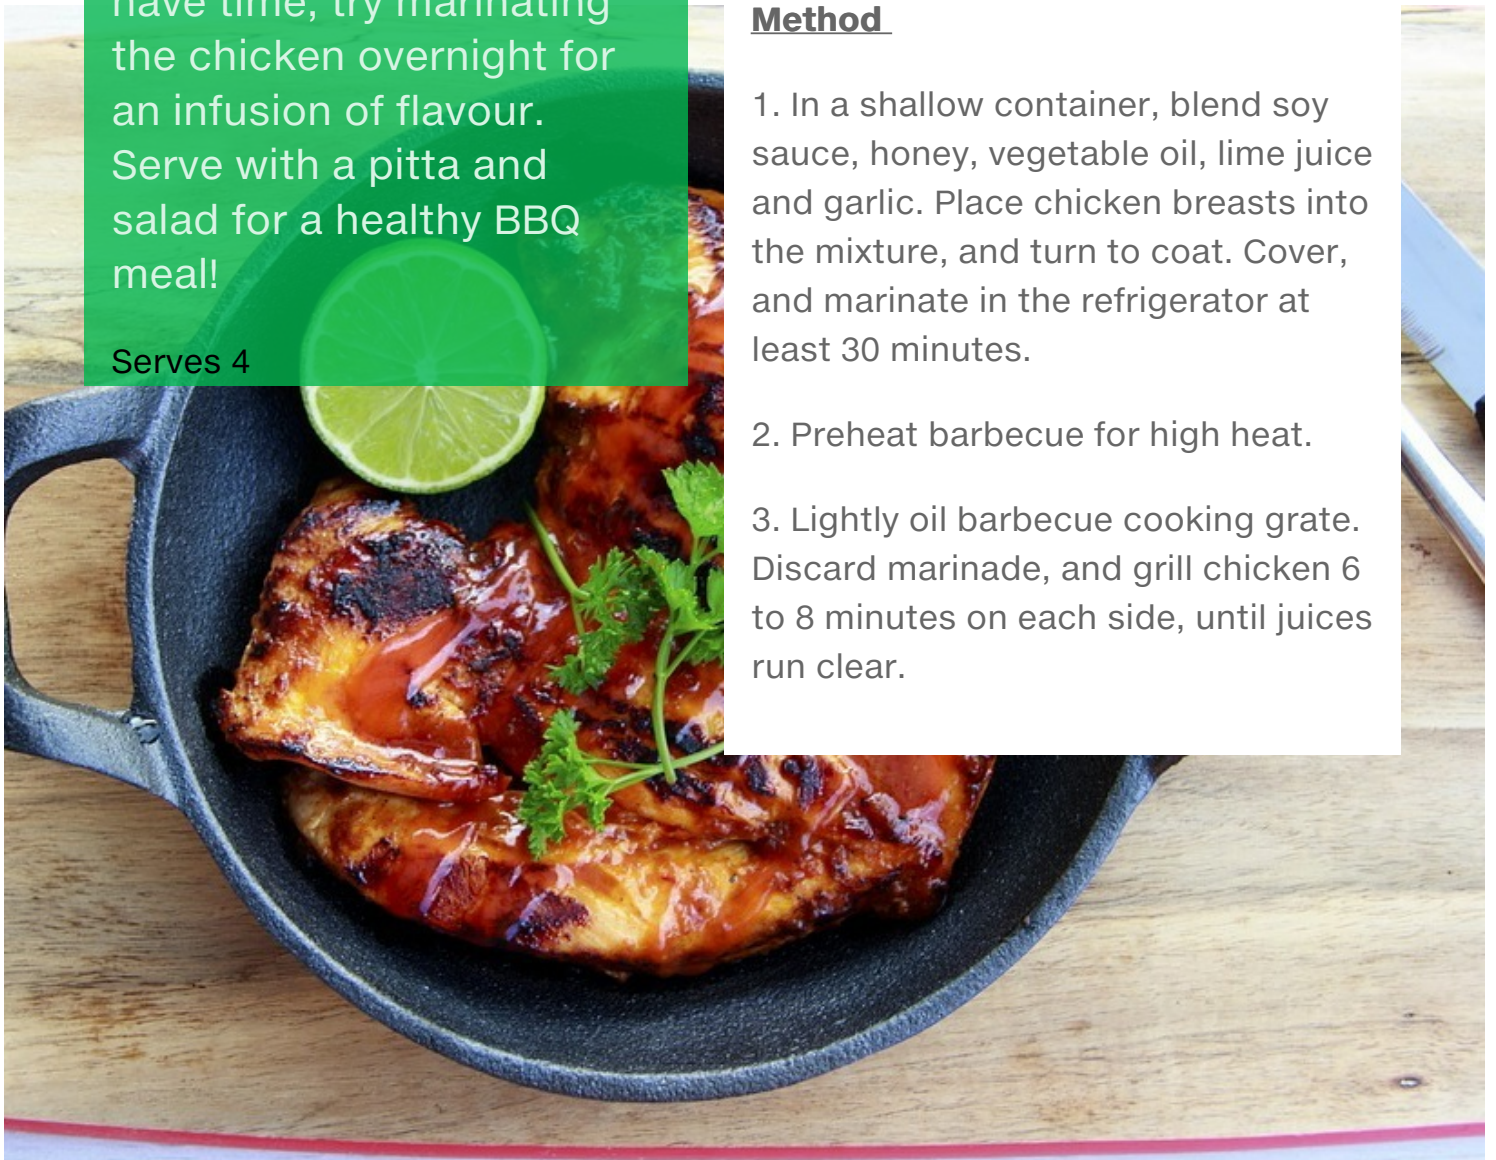 have time, try marinating
the chicken overnight for
an infusion of flavour.
Serve with a pitta and
salad for a healthy BBQ
meal!
Serves 4
Method
1. In a shallow container, blend soy
sauce, honey, vegetable oil, lime juice
and garlic. Place chicken breasts into
the mixture, and turn to coat. Cover,
and marinate in the refrigerator at
least 30 minutes.
2. Preheat barbecue for high heat.
3. Lightly oil barbecue cooking grate.
Discard marinade, and grill chicken 6
to 8 minutes on each side, until juices
run clear.